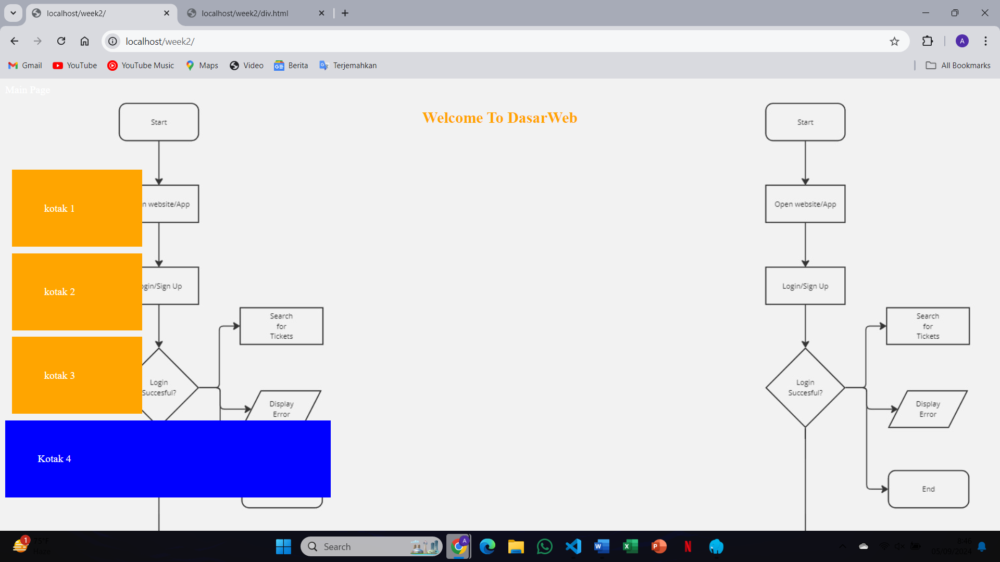 localhost/week2/
localhost/week2/div.html
localhost/week2/
A
Gmail
YouTube
YouTube Music
Maps
Video
Berita
Terjemahkan
All Bookmarks
Main Page
Welcome To DasarWeb
Start
Start
kotak 1
n website/App
Open website/App
kotak 2
gin/Sign Up
Login/Sign Up
Search
for
Tickets
Search
for
Tickets
kotak 3
Login
Succesful?
Login
Succesful?
Display
Error
Display
Error
Kotak 4
End
1
75°F
Haze
Search
A
8:46
05/09/2024